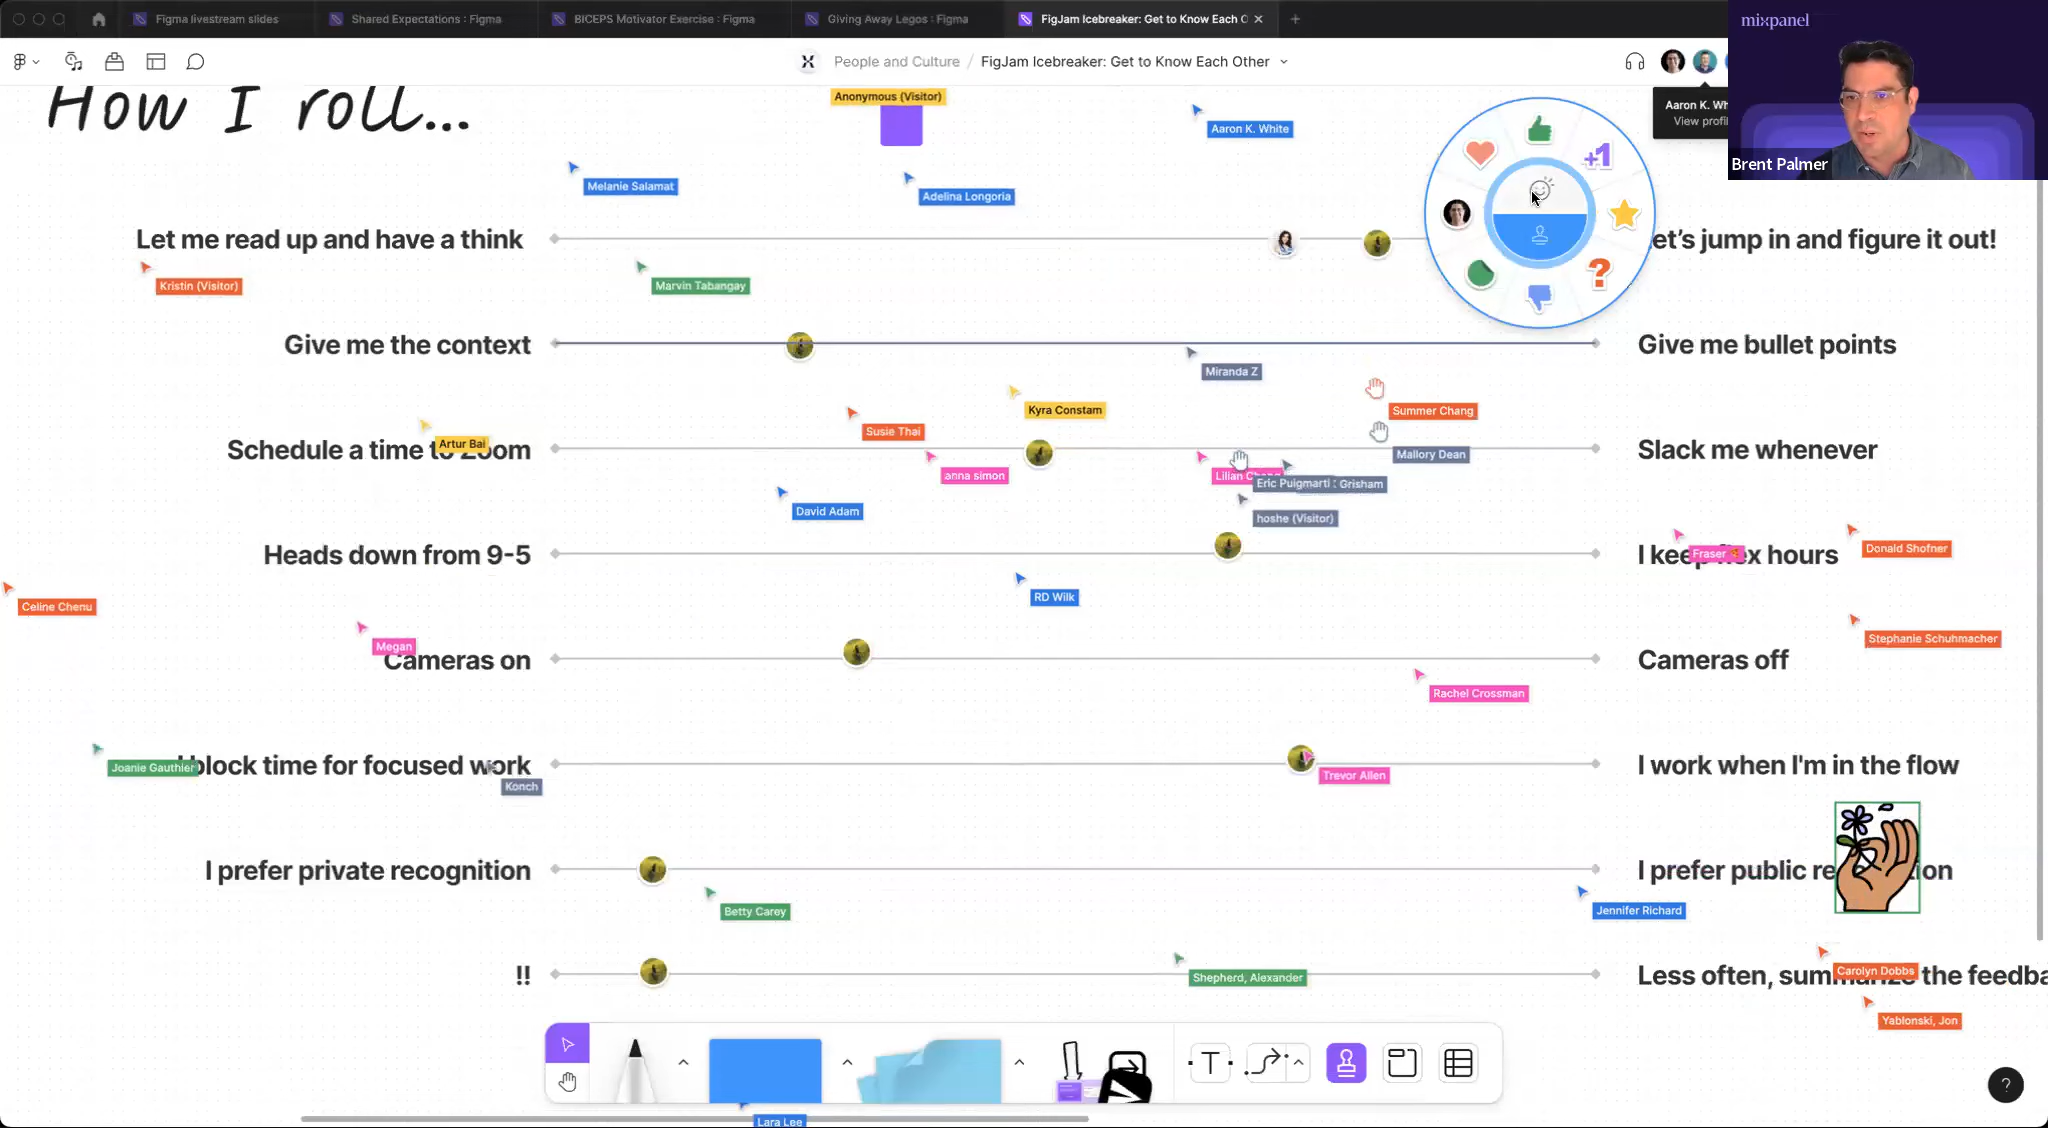 Figma livestream slides
Shared Expectations : Figma
BICEPS Motivator Exercise : Figma
Giving Away Legos : Figma
FigJam Icebreaker: Get to Know Each O
mixpanel
People and Culture / FigJam Icebreaker: Get to Know Each Other
Aaron K. Wh
View profil
Brent Palmer
How I roll...
Anonymous (Visitor)
Aaron K. White
Melanie Salamat
Adelina Longoria
+1
Let me read up and have a think
et's jump in and figure it out!
?
Kristin (Visitor)
Marvin Tabangay
Give me the context
Give me bullet points
Miranda Z
Kyra Constam
Summer Chang
Susie Thai
Artur Bai
Schedule a time to Zoom
Slack me whenever
Mallory Dean
anna simon
Lilian
Eric Puigmarti
Grisham
David Adam
hoshe (Visitor)
Heads down from 9-5
I keep flex hours
Fraser
Donald Shofner
RD Wilk
Celine Chenu
Megan
Stephanie Schuhmacher
Cameras on
Cameras off
Rachel Crossman
Joanie Gauthier
block time for focused work
I work when I'm in the flow
Trevor Allen
Konch
I prefer private recognition
I prefer public re ion
Betty Carey
Jennifer Richard
!!
Less often, summarize the feedba
Carolyn Dobbs
Shepherd, Alexander
Yablonski, Jon
T
?
Lara Lee